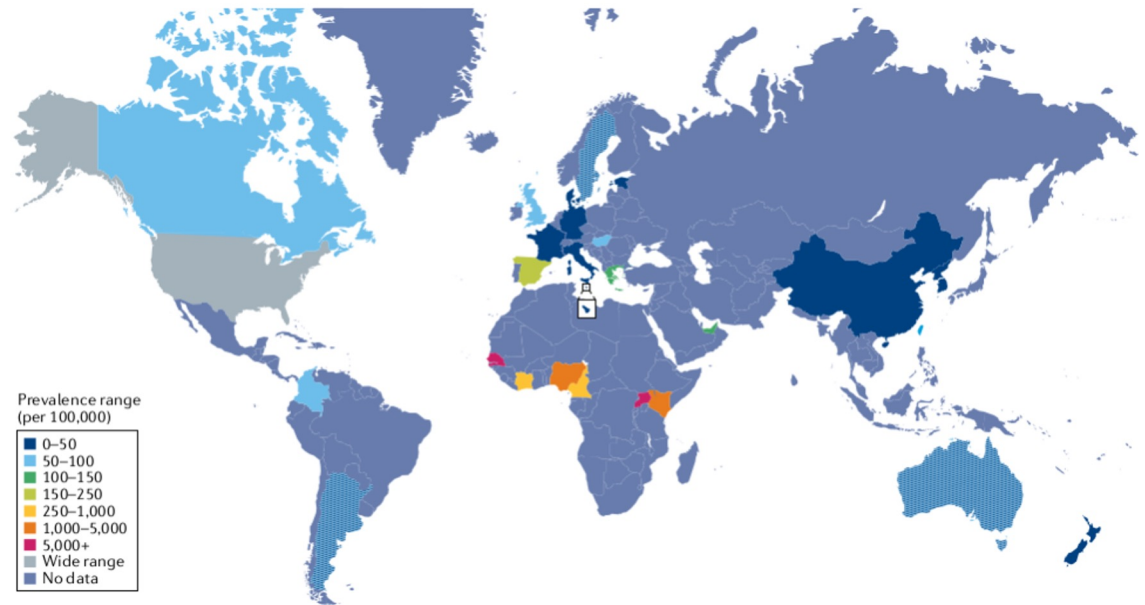 Prevalence range
(per 100,000)
0–50
50–100
100–150
150–250
250–1,000
1,000–5,000
5,000+
Wide range
No data